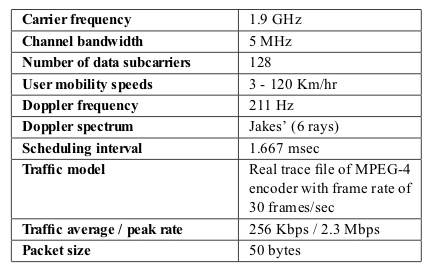 Carrier frequency 1.9 GHz
Channel bandwidth 5 MHz
Number of data subcarriers 128
User mobility speeds 3 - 120 Km/hr
Doppler frequency 211 Hz
Doppler spectrum Jakes' (6 rays)
Scheduling interval 1.667 msec
Traffic model Real trace file of MPEG-4
encoder with frame rate of
30 frames/sec
Traffic average / peak rate 256 Kbps / 2.3 Mbps
Packet size 50 bytes